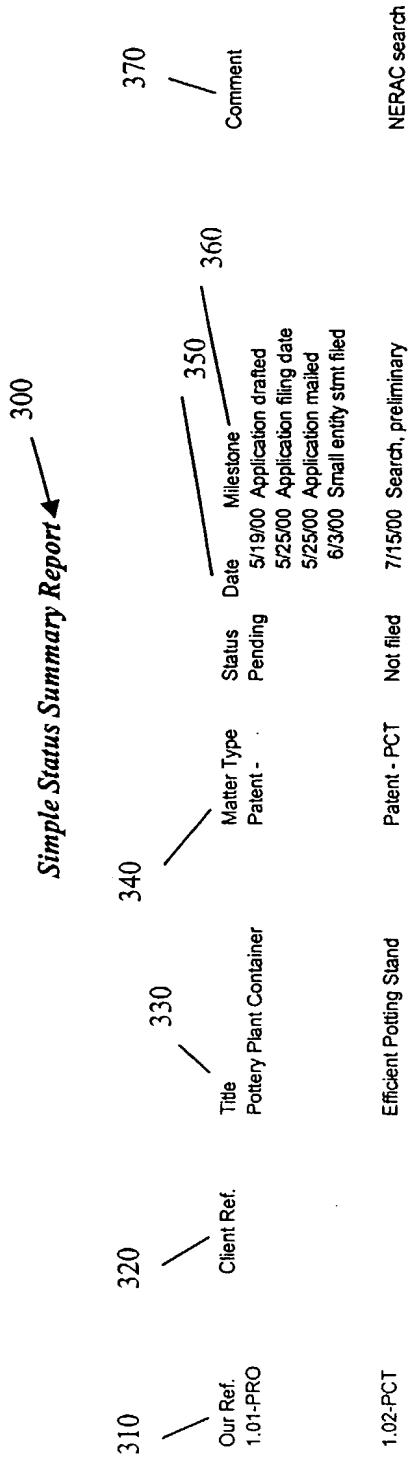 Simple Status Summary Report 300
310 320 330 340 350 360 370
Our Ref. Client Ref. Title Matter Type Status Date Milestone Comment
1.01-PRO Pottery Plant Container Patent - Pending 5/19/00 Application drafted
5/25/00 Application filing date
5/25/00 Application mailed
6/3/00 Small entity stmt filed
1.02-PCT Efficient Potting Stand Patent - PCT Not filed 7/15/00 Search, preliminary NERAC search